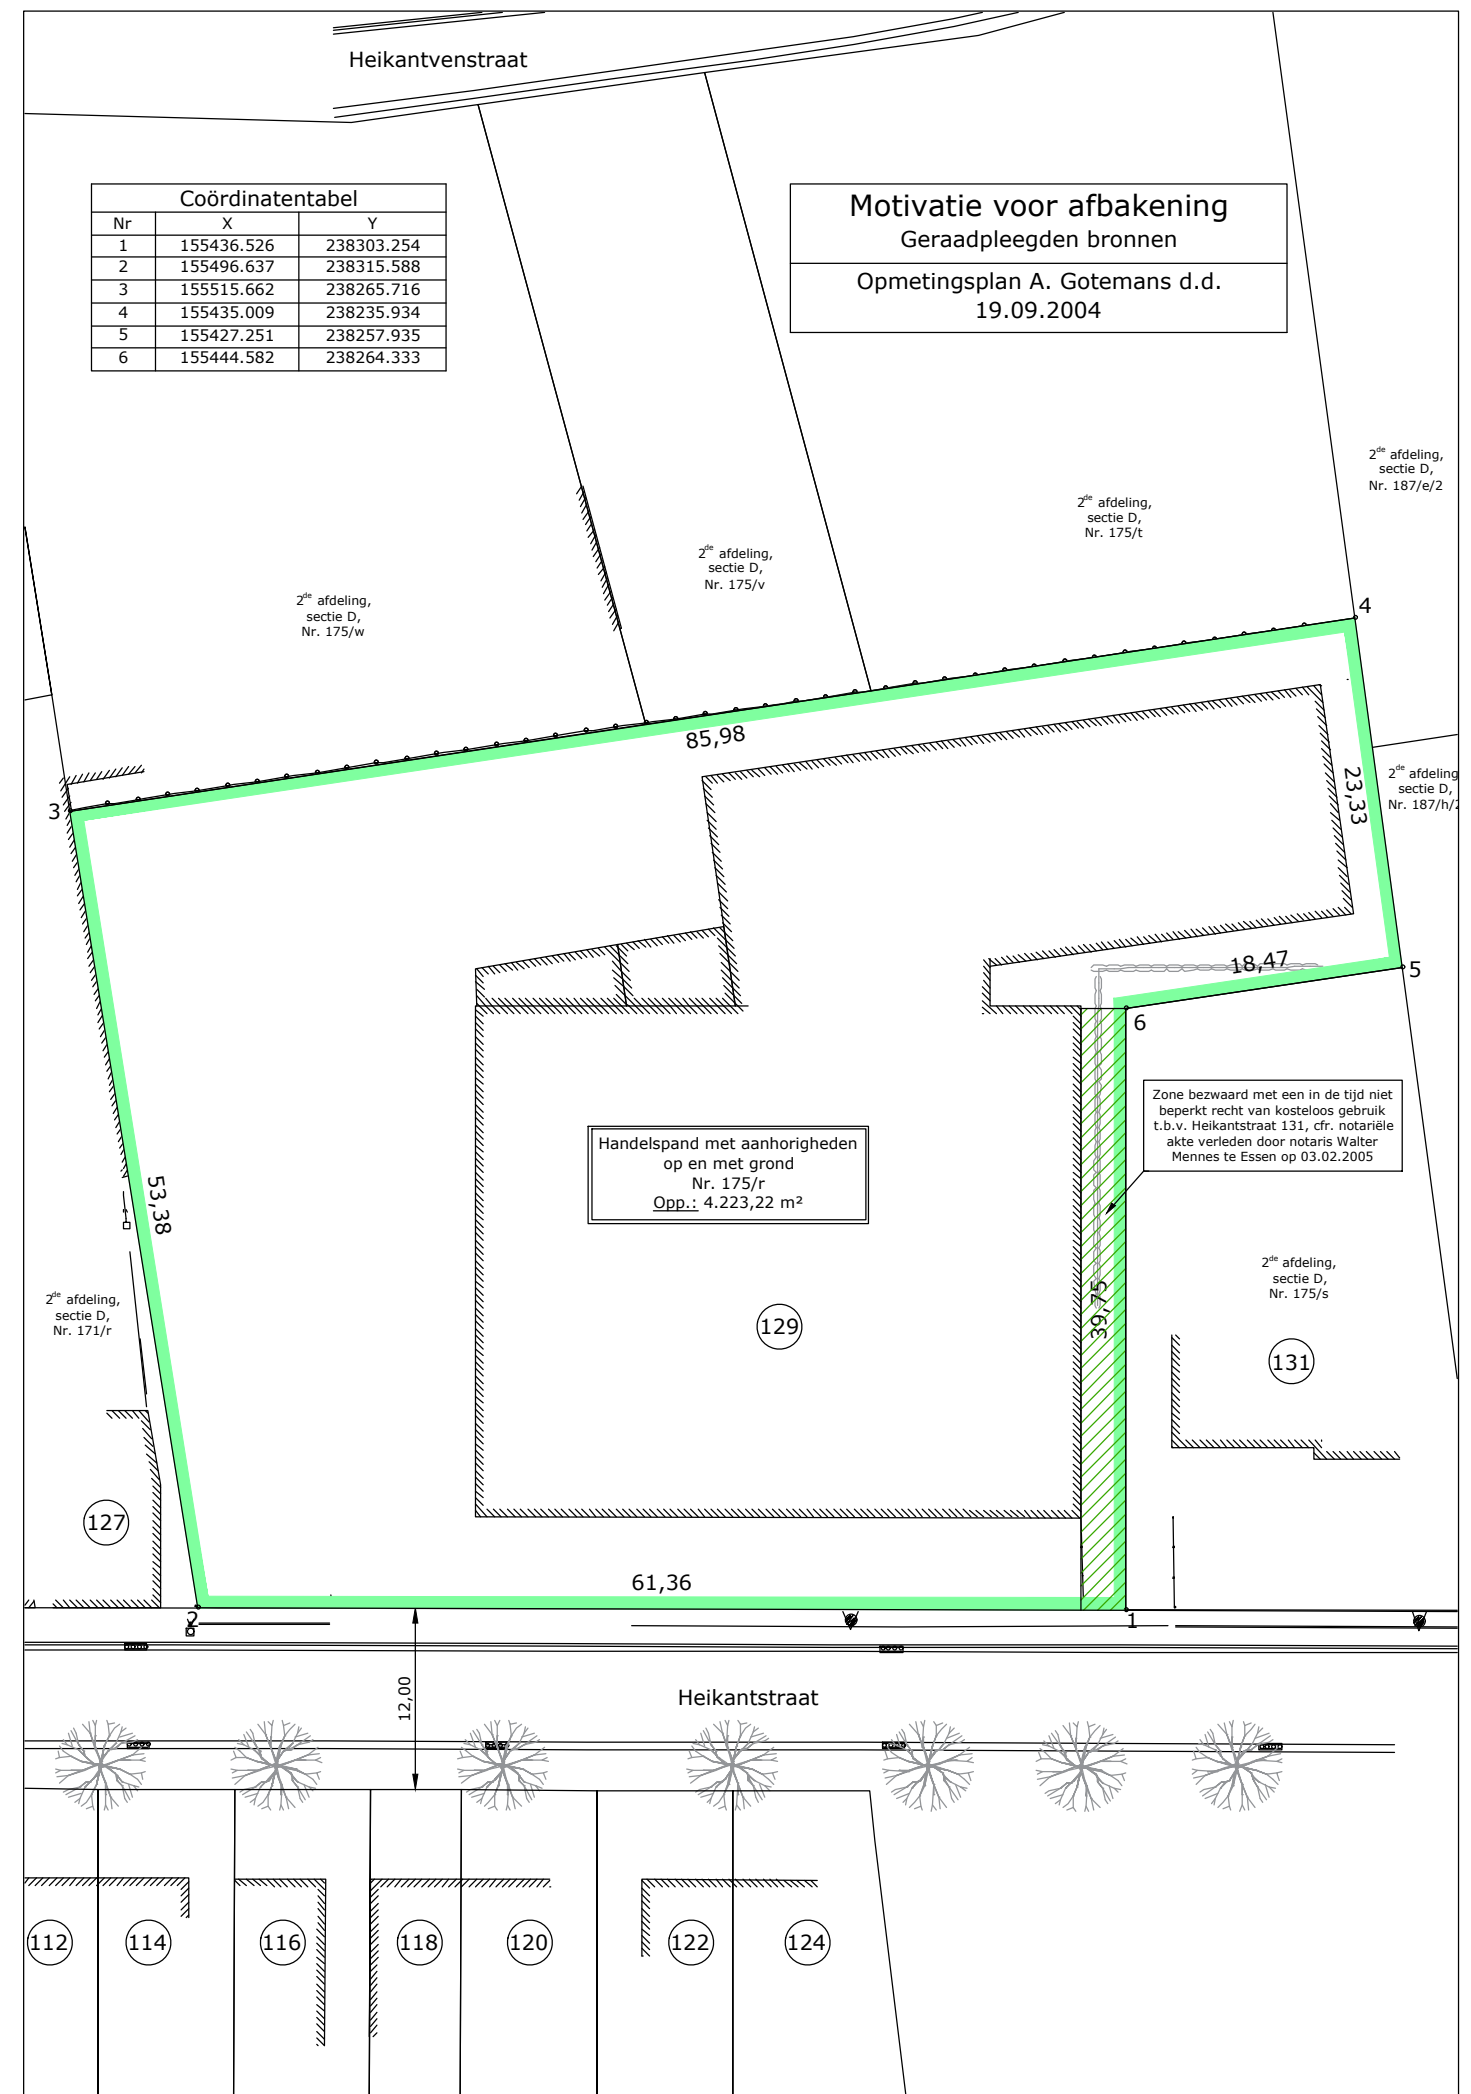 Heikantvenstraat
Coördinatentabel
Nr X Y
1 155436.526 238303.254
2 155496.637 238315.588
3 155515.662 238265.716
4 155435.009 238235.934
5 155427.251 238257.935
6 155444.582 238264.333
Motivatie voor afbakening
Geraadpleegden bronnen
Opmetingsplan A. Gotemans d.d.
19.09.2004
2de afdeling,
sectie D,
Nr. 187/e/2
2de afdeling,
sectie D,
Nr. 175/t
2de afdeling,
sectie D,
Nr. 175/v
2de afdeling,
sectie D,
Nr. 175/w
4
85,98
23,33
2de afdeling
sectie D,
Nr. 187/h/2
3
18,47
5
6
Zone bezwaard met een in de tijd niet
beperkt recht van kosteloos gebruik
t.b.v. Heikantstraat 131, cfr. notariële
akte verleden door notaris Walter
Mennes te Essen op 03.02.2005
Handelspand met aanhorigheden
op en met grond
Nr. 175/r
Opp.: 4.223,22 m²
53,38
2de afdeling,
sectie D,
Nr. 171/r
2de afdeling,
sectie D,
Nr. 175/s
39,75
129
131
127
61,36
2
1
12,00
Heikantstraat
112
114
116
118
120
122
124